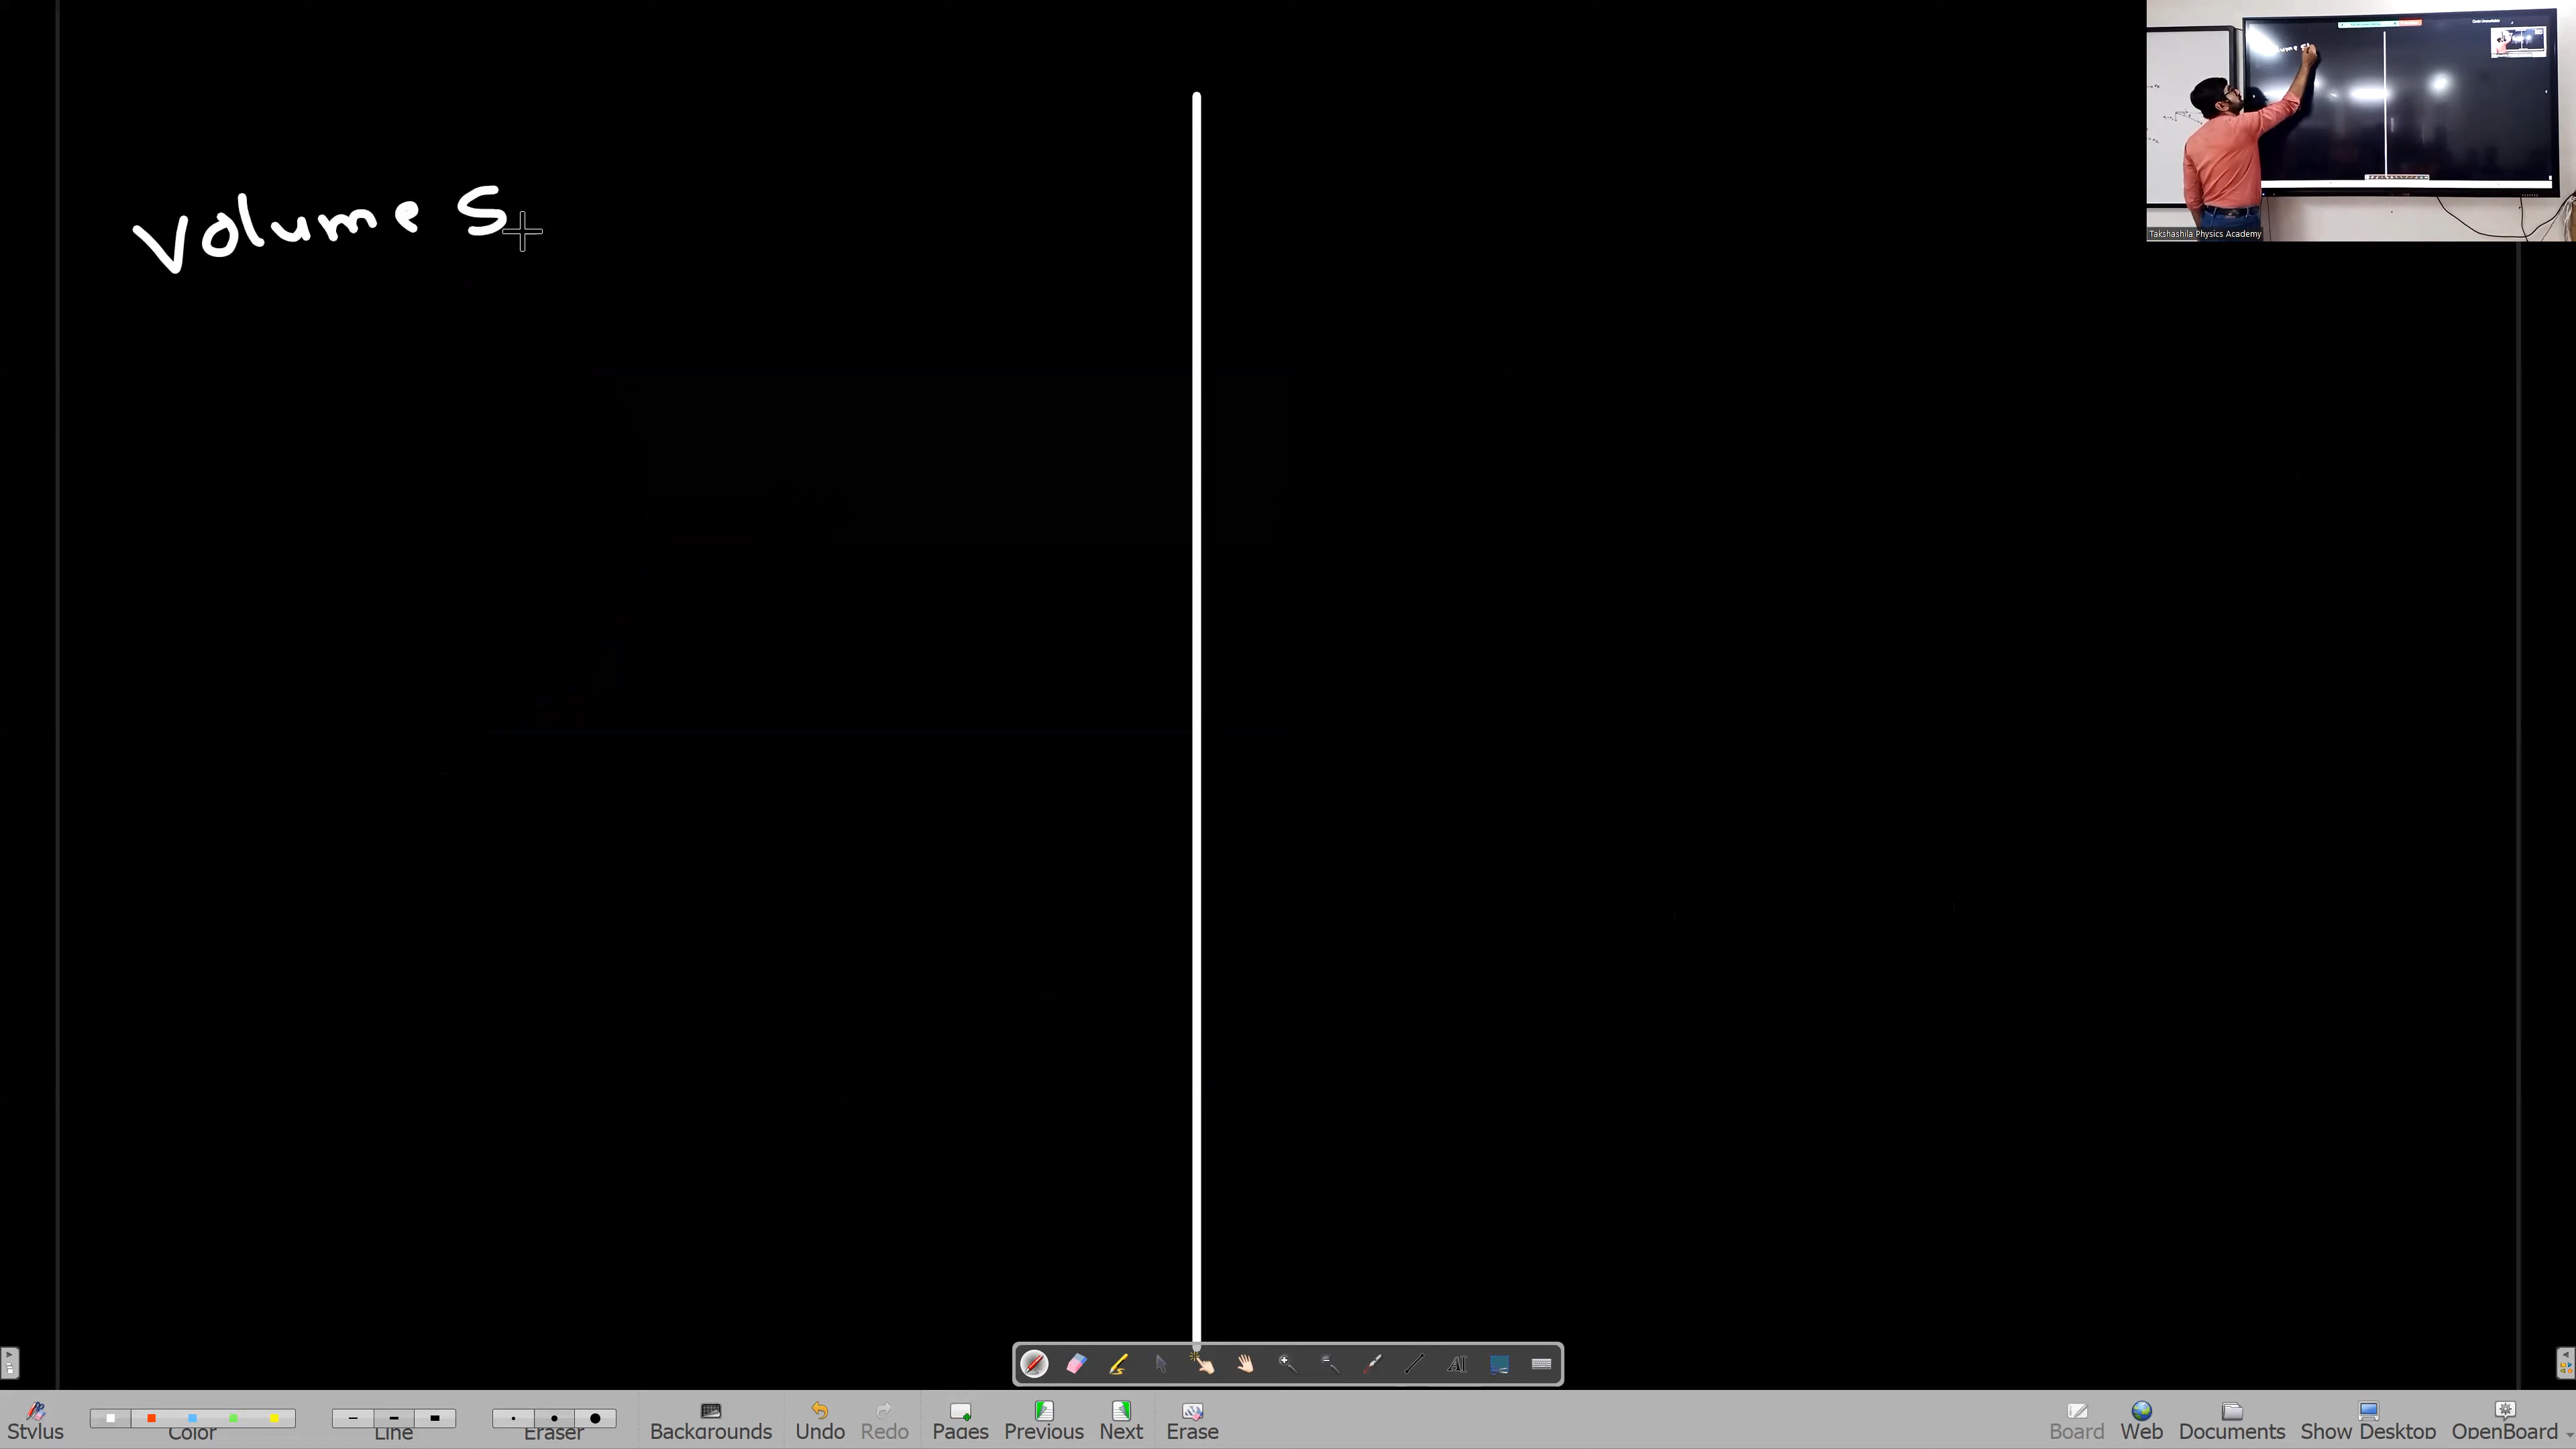 Volume S
Takshashila Physics Academy
Stylus
Color
Line
Eraser
Backgrounds
Undo
Redo
Pages
Previous
Next
Erase
Board
Web
Documents
Show Desktop
OpenBoard
AI